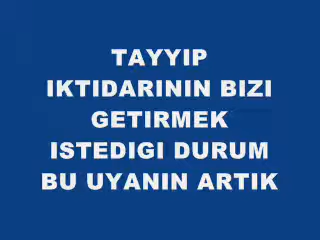 TAYYIP
IKTIDARININ BIZI
GETIRMEK
ISTEDIGI DURUM
BU UYANIN ARTIK